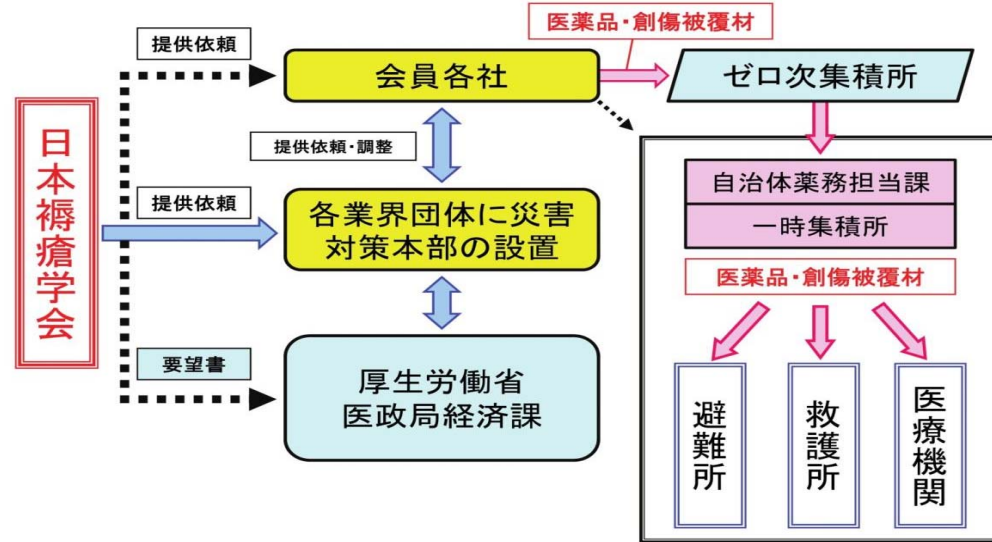 日本褥瘡学会
提供依頼
会員各社
医薬品・創傷被覆材
ゼロ次集積所
提供依頼・調整
提供依頼
各業界団体に災害
対策本部の設置
要望書
厚生労働省
医政局経済課
自治体薬務担当課
一時集積所
医薬品・創傷被覆材
避難所
救護所
医療機関